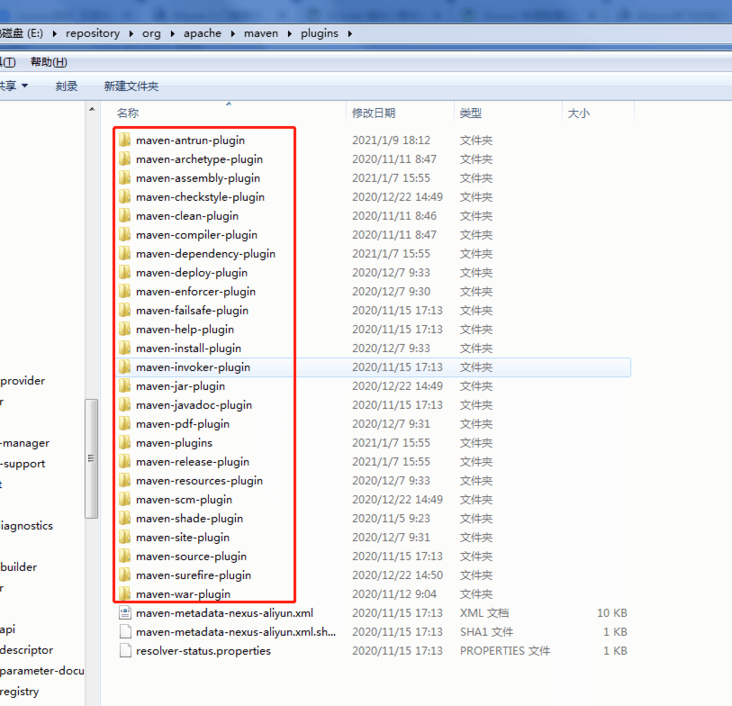 磁盘 (E:) ▸ repository ▸ org ▸ apache ▸ maven ▸ plugins ▸
(T) 帮助(H)
共享 刻录 新建文件夹
名称 修改日期 类型 大小
maven-antrun-plugin 2021/1/9 18:12 文件夹
maven-archetype-plugin 2020/11/11 8:47 文件夹
maven-assembly-plugin 2021/1/7 15:55 文件夹
maven-checkstyle-plugin 2020/12/22 14:49 文件夹
maven-clean-plugin 2020/11/11 8:46 文件夹
maven-compiler-plugin 2020/11/11 8:47 文件夹
maven-dependency-plugin 2021/1/7 15:55 文件夹
maven-deploy-plugin 2020/12/7 9:33 文件夹
maven-enforcer-plugin 2020/12/7 9:30 文件夹
maven-failsafe-plugin 2020/11/15 17:13 文件夹
maven-help-plugin 2020/11/15 17:13 文件夹
maven-install-plugin 2020/12/7 9:33 文件夹
maven-invoker-plugin 2020/11/15 17:13 文件夹
provider
maven-jar-plugin 2020/12/22 14:49 文件夹
r
maven-javadoc-plugin 2020/11/15 17:13 文件夹
maven-pdf-plugin 2020/12/7 9:31 文件夹
-manager
maven-plugins 2021/1/7 15:55 文件夹
-support
maven-release-plugin 2021/1/7 15:55 文件夹
t
maven-resources-plugin 2020/12/7 9:33 文件夹
maven-scm-plugin 2020/12/22 14:49 文件夹
iagnostics
maven-shade-plugin 2020/11/5 9:23 文件夹
maven-site-plugin 2020/12/7 9:31 文件夹
builder
maven-source-plugin 2020/11/15 17:13 文件夹
r
maven-surefire-plugin 2020/12/22 14:50 文件夹
maven-war-plugin 2020/11/12 9:04 文件夹
maven-metadata-nexus-aliyun.xml 2020/11/15 17:13 XML 文档 10 KB
api
maven-metadata-nexus-aliyun.xml.sh... 2020/11/15 17:13 SHA1 文件 1 KB
descriptor
resolver-status.properties 2020/11/15 17:13 PROPERTIES 文件 1 KB
parameter-docu
registry